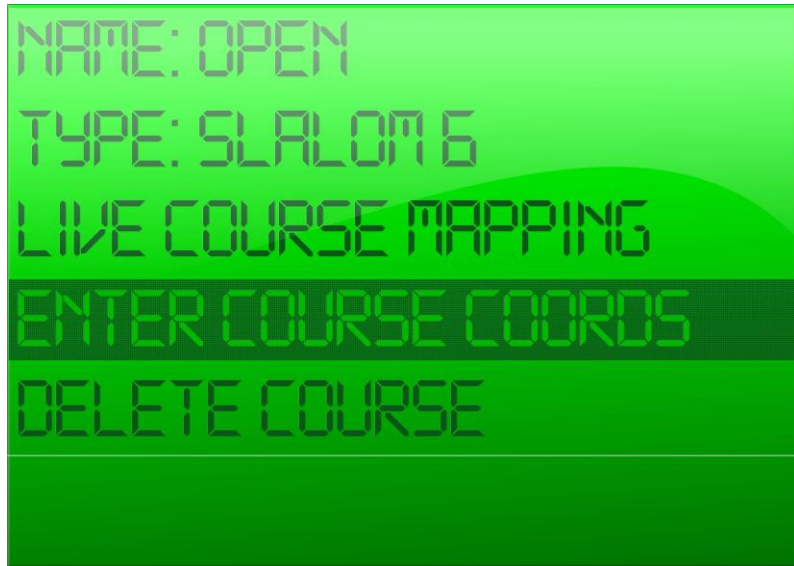 NAME: OPEN
TYPE: SLALOM 6
LIVE COURSE MAPPING
ENTER COURSE COORDS
DELETE COURSE